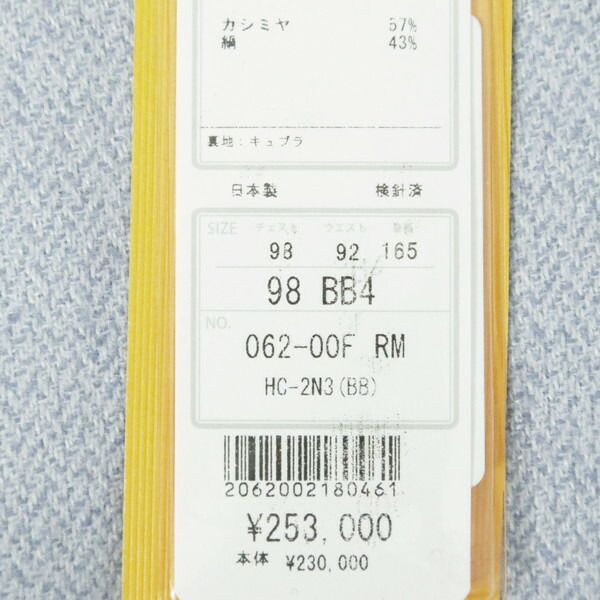 カシミヤ 57%
絹 43%
裏地：キュプラ
日本製 検針済
SIZE チェスト ウエスト 身長
98 92 165
98 BB4
NO.
062-00F RM
HC-2N3(BB)
2062002180461
¥253,000
本体 ¥230,000